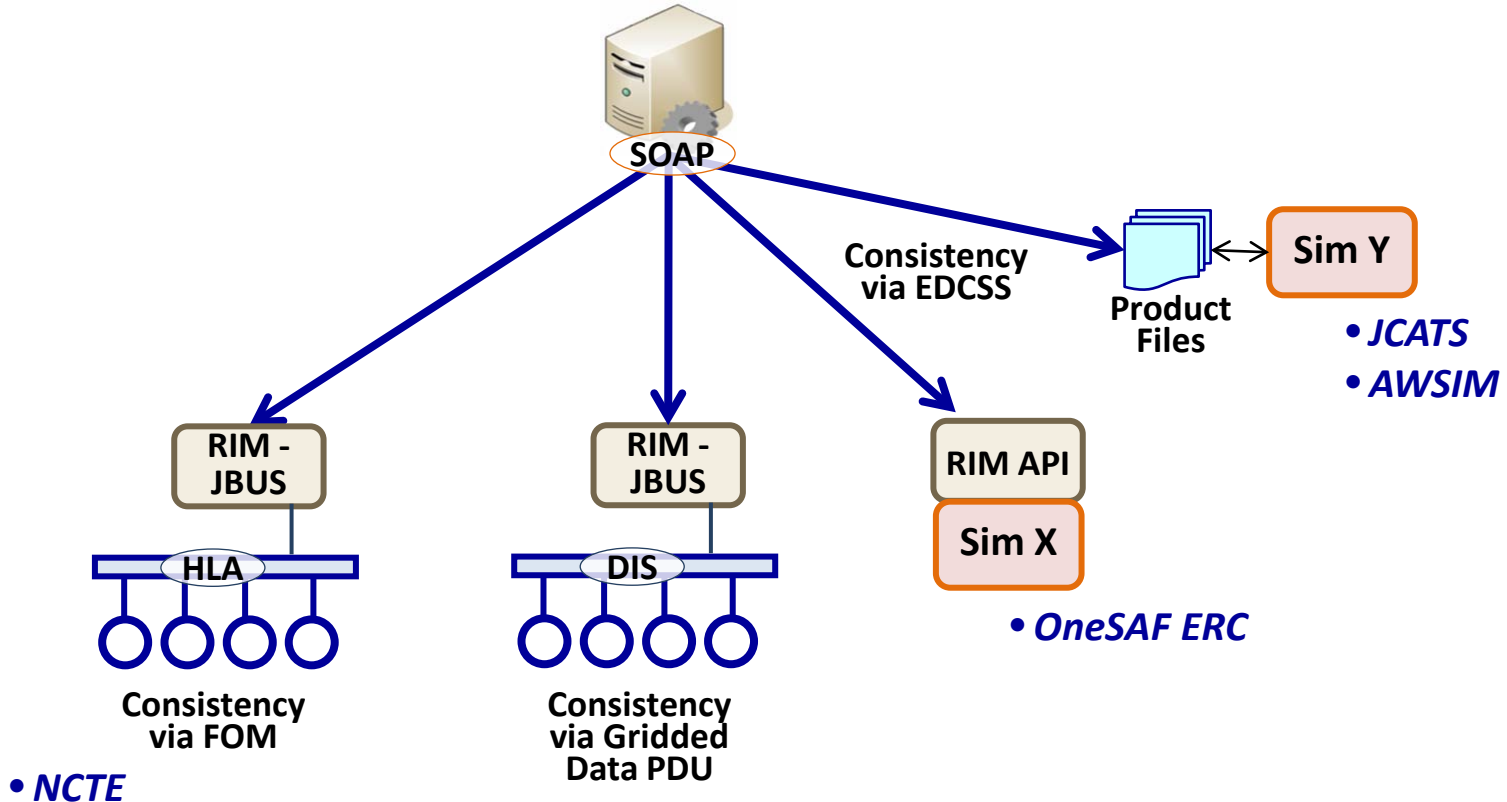 SOAP
Consistency
via EDCSS
Product
Files
Sim Y
• JCATS
• AWSIM
RIM -
JBUS
HLA
Consistency
via FOM
• NCTE
RIM -
JBUS
DIS
Consistency
via Gridded
Data PDU
RIM API
Sim X
• OneSAF ERC